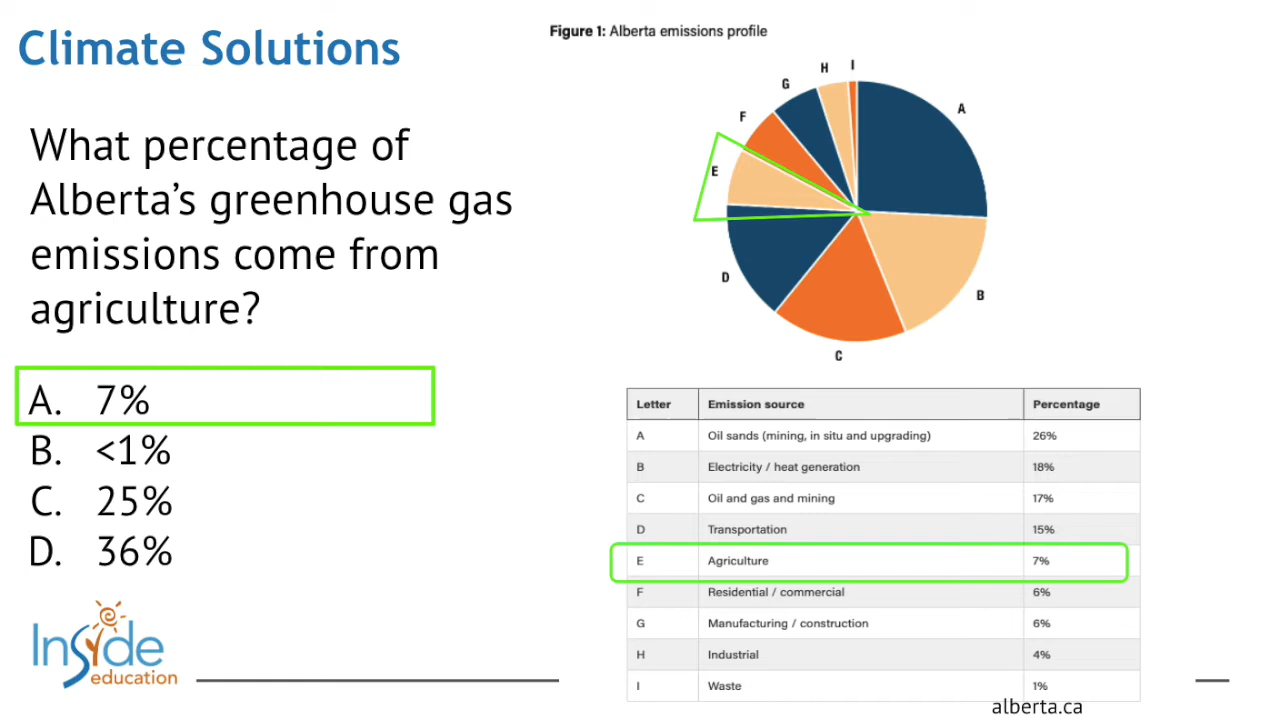 Climate Solutions
What percentage of
Alberta's greenhouse gas
emissions come from
agriculture?
A. 7%
B. <1%
C. 25%
D. 36%
Inside
education
Figure 1: Alberta emissions profile
A
B
C
D
E
F
G
H
I
Letter Emission source Percentage
A Oil sands (mining, in situ and upgrading) 26%
B Electricity / heat generation 18%
C Oil and gas and mining 17%
D Transportation 15%
E Agriculture 7%
F Residential / commercial 6%
G Manufacturing / construction 6%
H Industrial 4%
I Waste 1%
alberta.ca